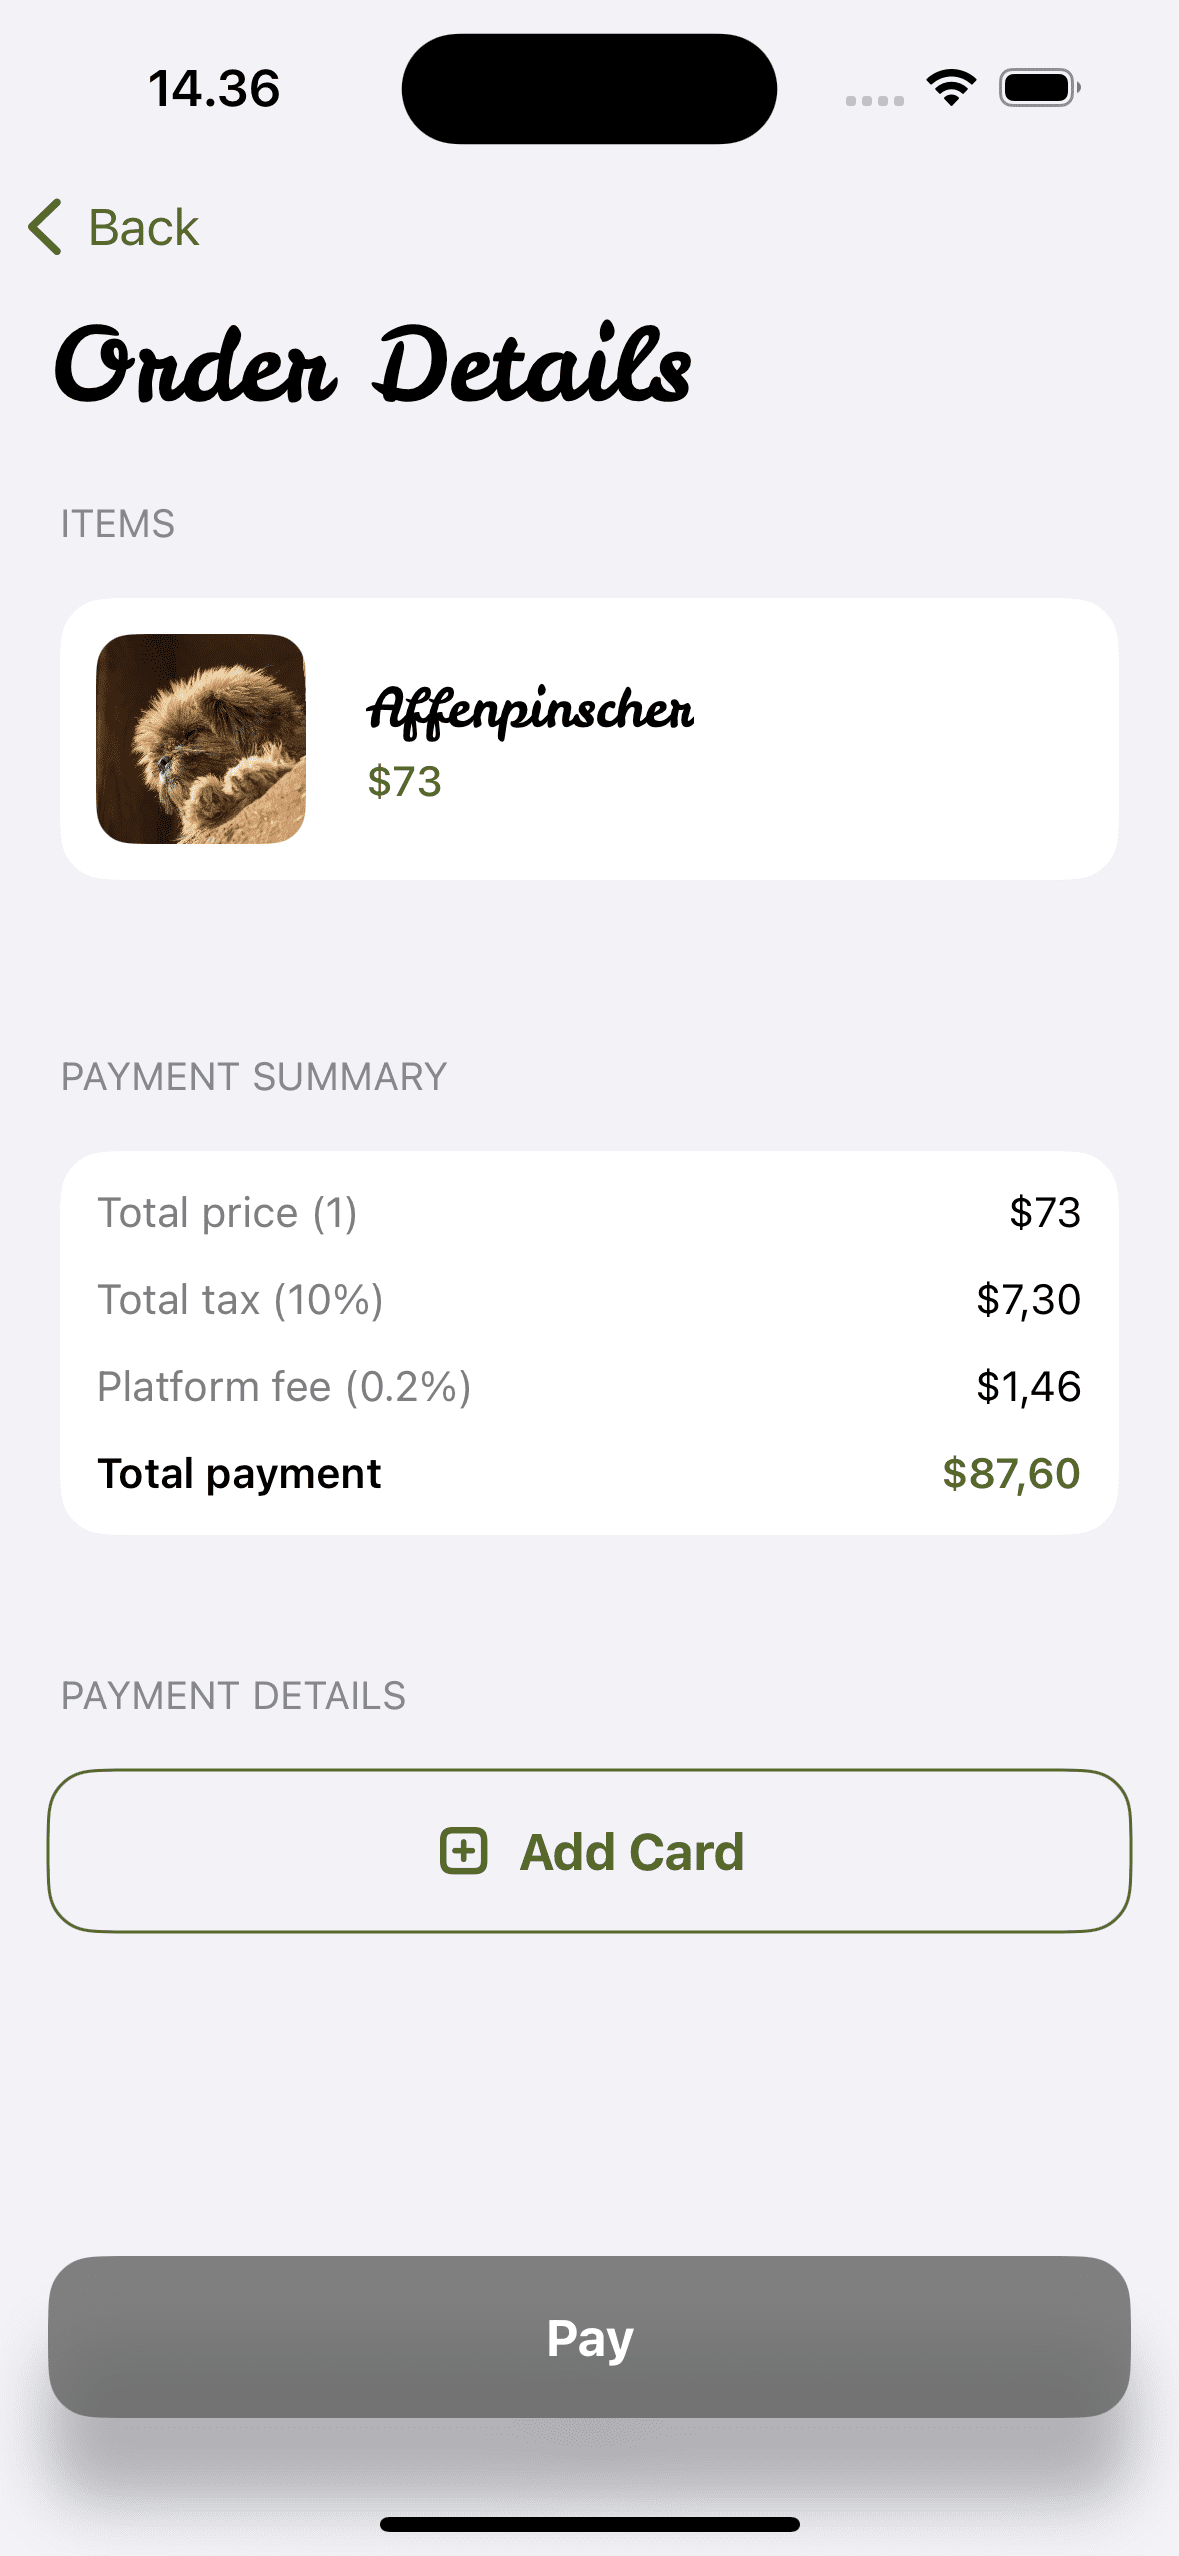 14.36
Back
Order Details
ITEMS
Affenpinscher
$73
PAYMENT SUMMARY
Total price (1) $73
Total tax (10%) $7,30
Platform fee (0.2%) $1,46
Total payment $87,60
PAYMENT DETAILS
Add Card
Pay